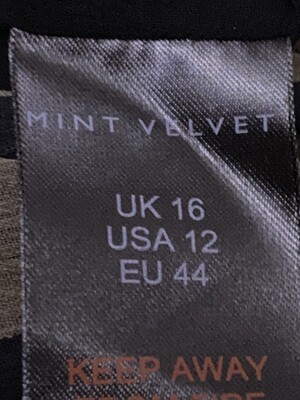 MINT VELVET
UK 16
USA 12
EU 44
KEEP AWAY